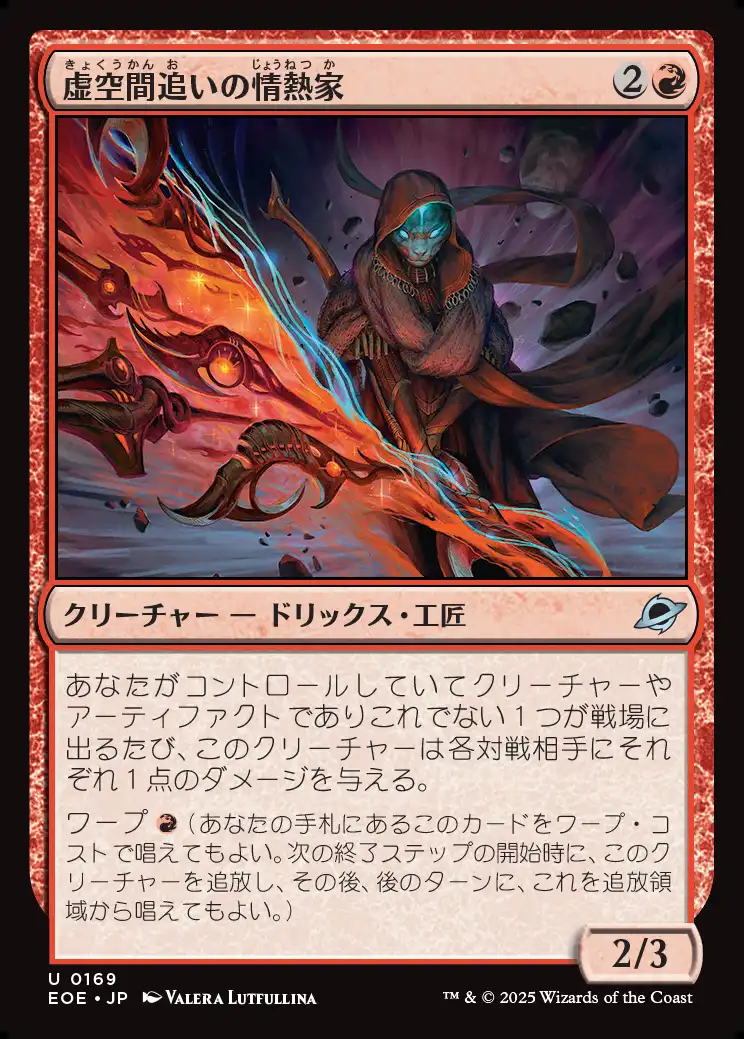 きょくうかん お じょうねつ か
虚空間追いの情熱家 2
クリーチャー — ドリックス・工匠
あなたがコントロールしていてクリーチャーや
アーティファクトでありこれでない1つが戦場に
出るたび、このクリーチャーは各対戦相手にそれ
ぞれ1点のダメージを与える。
ワープ（あなたの手札にあるこのカードをワープ・コ
ストで唱えてもよい。次の終了ステップの開始時に、このク
リーチャーを追放し、その後、後のターンに、これを追放領
域から唱えてもよい。）
2/3
U 0169
EOE • JP VALERA LUTFULLINA
™ & © 2025 Wizards of the Coast